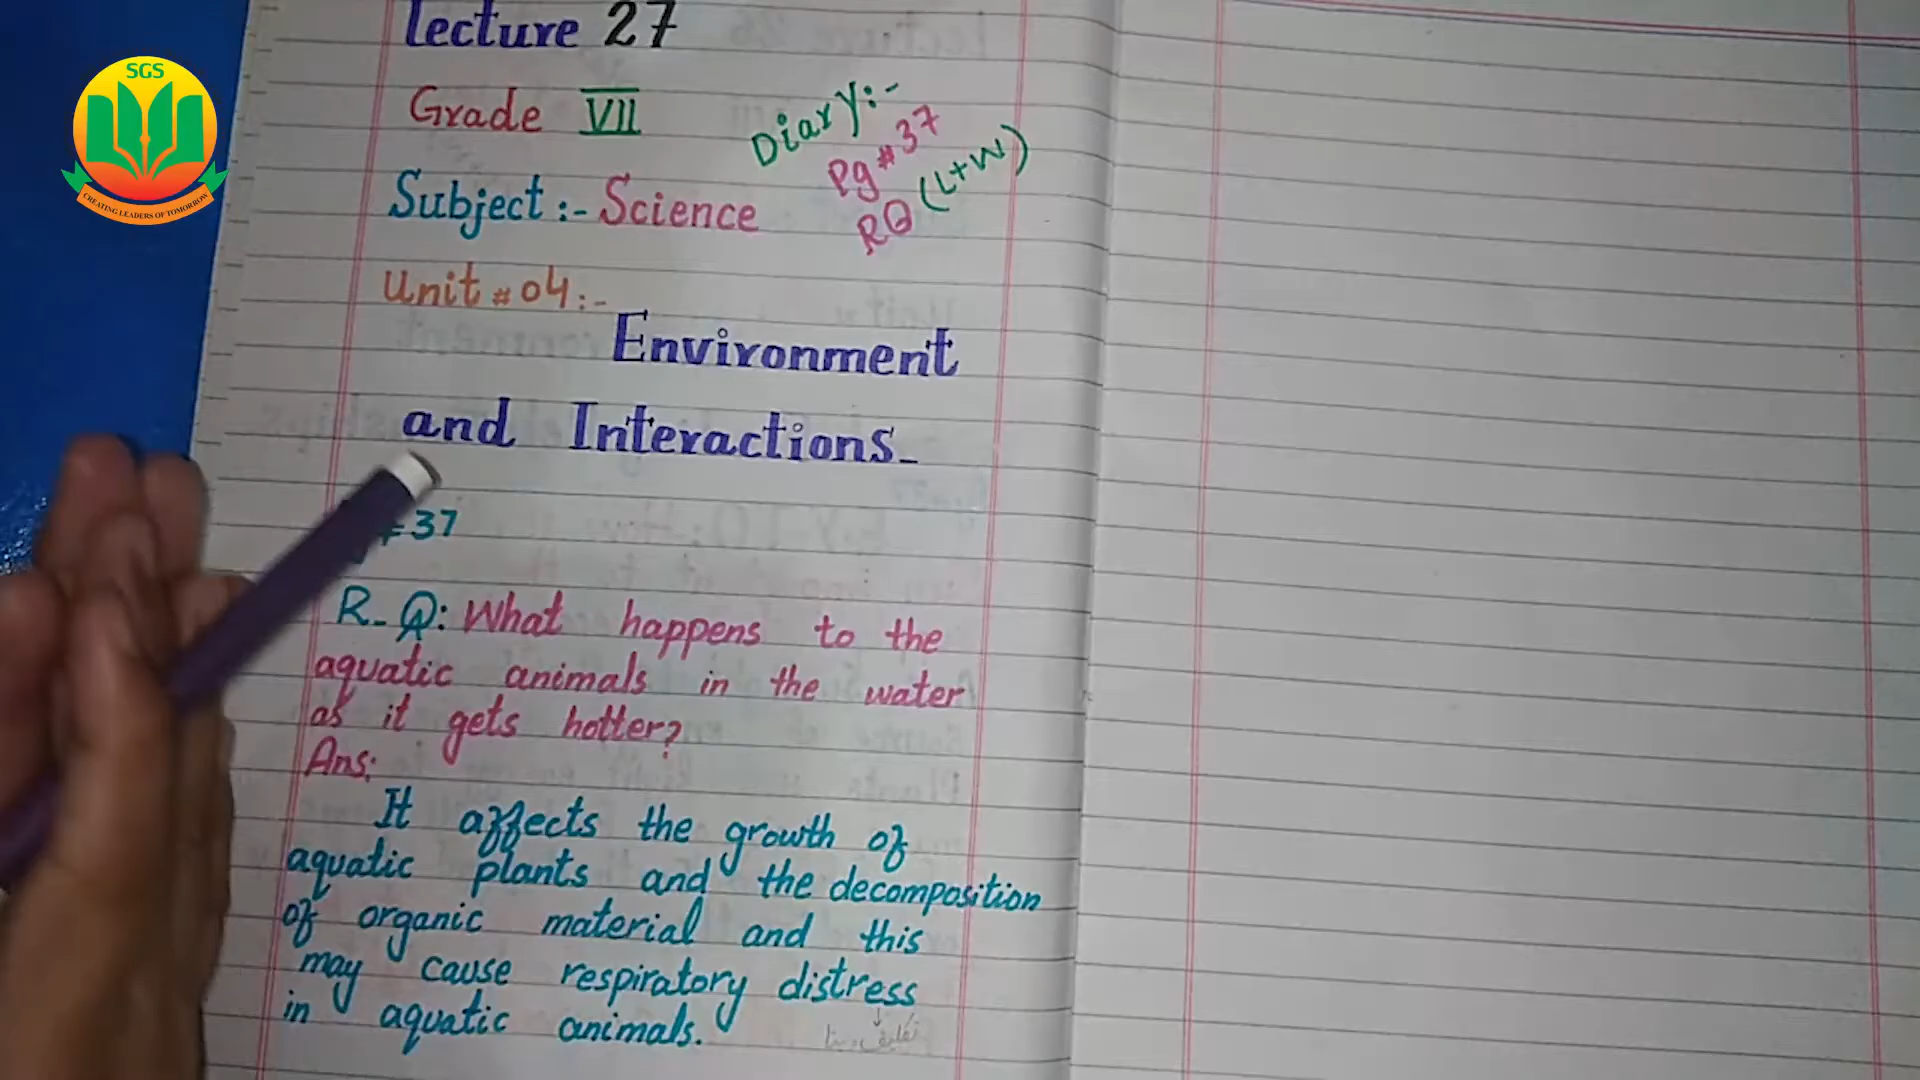 SGS
CREATING LEADERS OF TOMORROW
Lecture 27
Grade VII
Diary:-
Pg # 37
RQ (L+W)
Subject :- Science
Unit # 04:-
Environment
and Interactions-
# 37
R-Q: What happens to the
aquatic animals in the water
as it gets hotter?
Ans:
It affects the growth of
aquatic plants and the decomposition
of organic material and this
may cause respiratory distress
in aquatic animals.